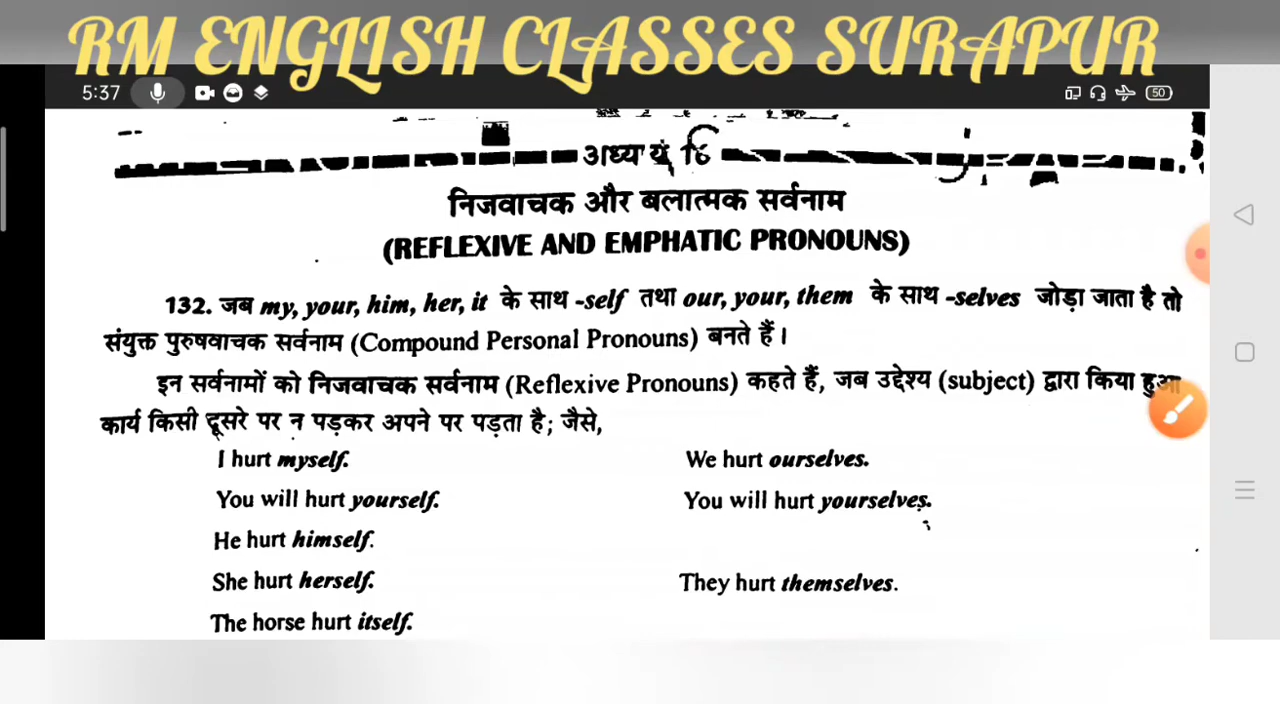 RM ENGLISH CLASSES SURAPUR
5:37
50
अध्याय
निजवाचक और बलात्मक सर्वनाम
(REFLEXIVE AND EMPHATIC PRONOUNS)
132. जब my, your, him, her, it के साथ -self तथा our, your, them के साथ -selves जोड़ा जाता है तो
संयुक्त पुरुषवाचक सर्वनाम (Compound Personal Pronouns) बनते हैं।
इन सर्वनामों को निजवाचक सर्वनाम (Reflexive Pronouns) कहते हैं, जब उद्देश्य (subject) द्वारा किया हुआ
कार्य किसी दूसरे पर न पड़कर अपने पर पड़ता है; जैसे,
I hurt myself. We hurt ourselves.
You will hurt yourself. You will hurt yourselves.
He hurt himself.
She hurt herself. They hurt themselves.
The horse hurt itself.